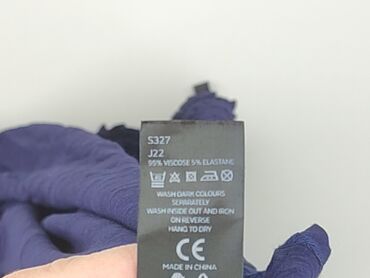 S327
J22
95% VISCOSE 5% ELASTANE
WASH DARK COLOURS
SEPARATELY
WASH INSIDE OUT AND IRON
ON REVERSE
HANG TO DRY
CE
MADE IN CHINA